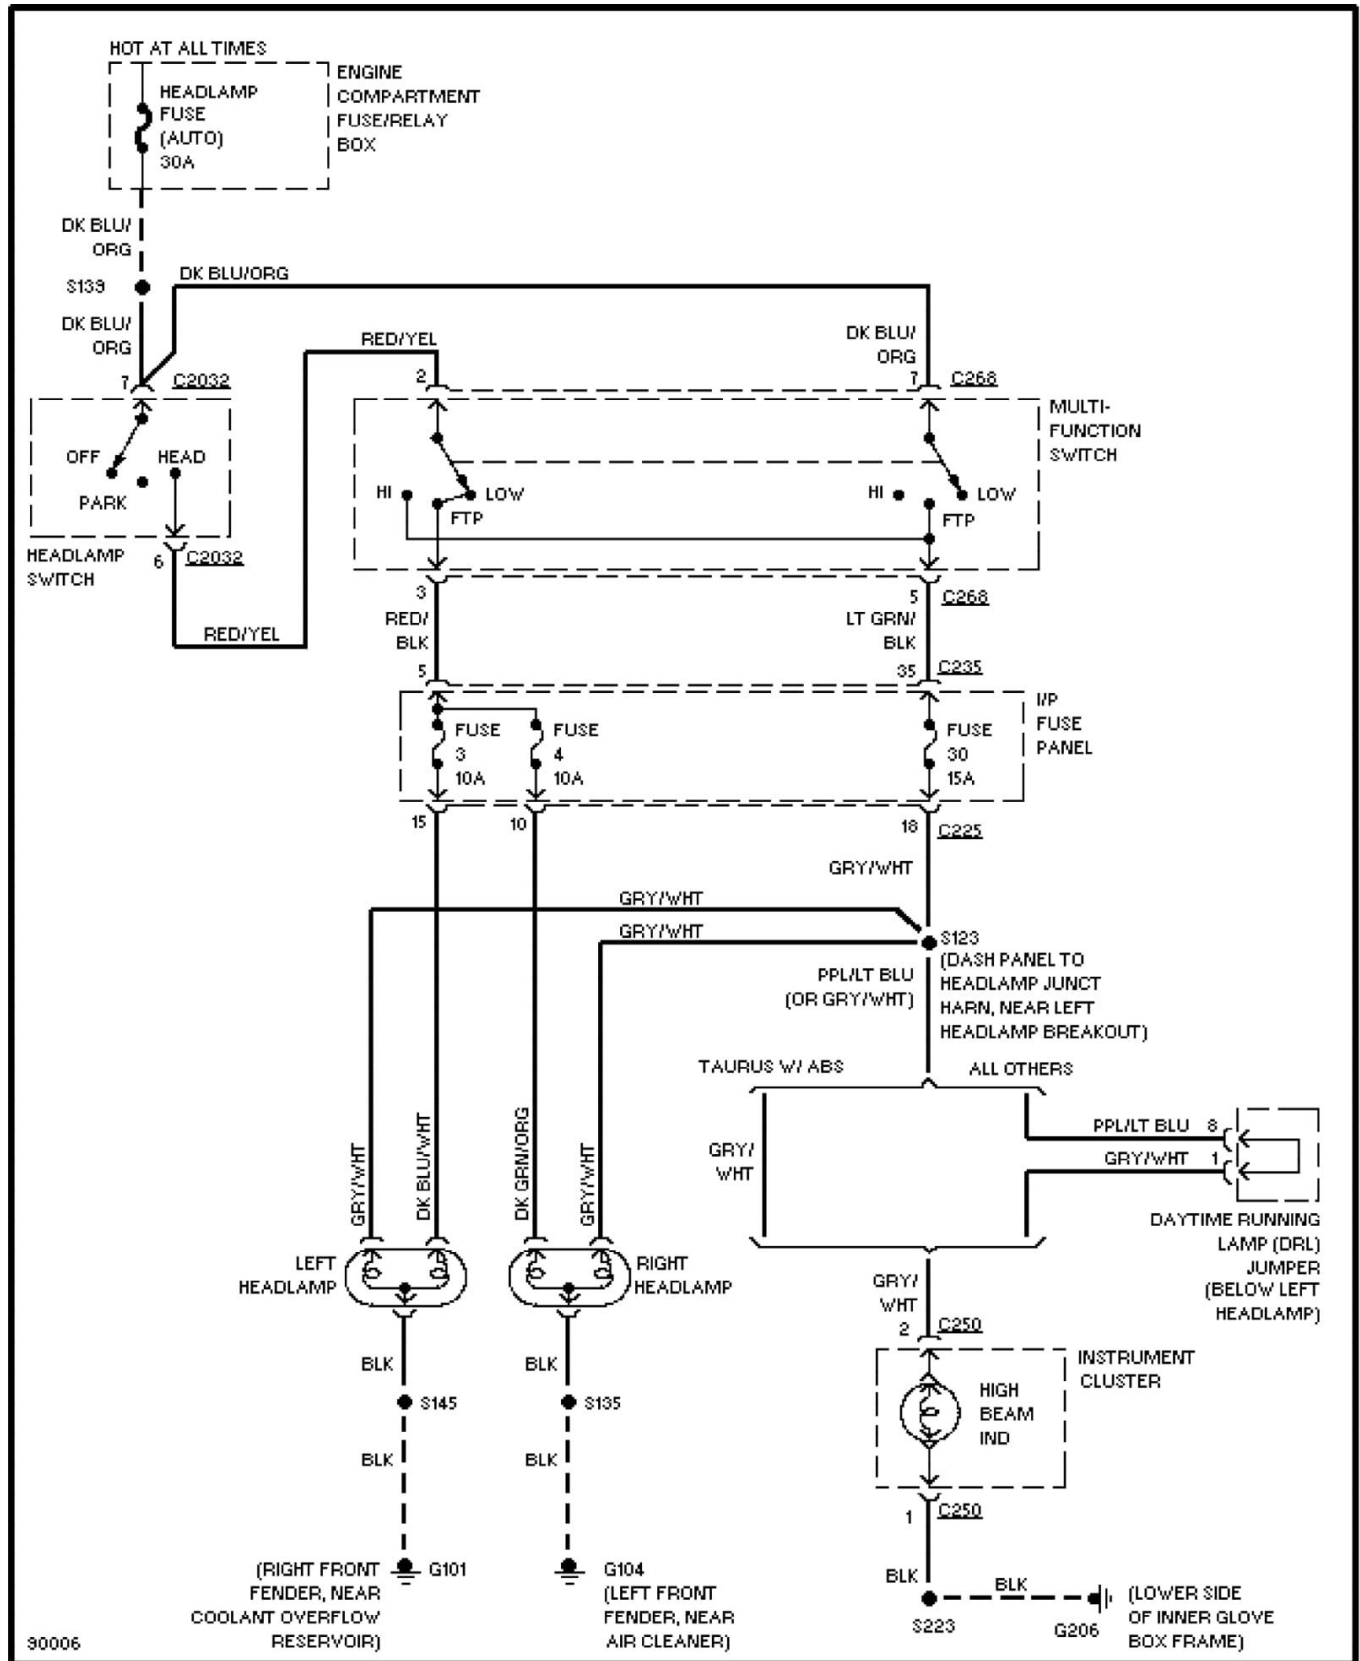 HOT AT ALL TIMES
HEADLAMP
FUSE
(AUTO)
30A
ENGINE
COMPARTMENT
FUSE/RELAY
BOX
DK BLU/
ORG
S139
DK BLU/ORG
DK BLU/
ORG
RED/YEL
DK BLU/
ORG
7
C2032
2
7
C268
OFF
HEAD
PARK
HI
LOW
FTP
HI
LOW
FTP
MULTI-
FUNCTION
SWITCH
HEADLAMP
SWITCH
6
C2032
RED/YEL
3
5
C268
RED/
BLK
LT GRN/
BLK
5
35
C235
FUSE
3
10A
FUSE
4
10A
FUSE
30
15A
I/P
FUSE
PANEL
15
10
18
C225
GRY/WHT
GRY/WHT
GRY/WHT
S123
(DASH PANEL TO
HEADLAMP JUNCT
HARN, NEAR LEFT
HEADLAMP BREAKOUT)
PPL/LT BLU
(OR GRY/WHT)
TAURUS W/ ABS
ALL OTHERS
GRY/WHT
DK BLU/WHT
DK GRN/ORG
GRY/WHT
GRY/
WHT
PPL/LT BLU
8
GRY/WHT
1
DAYTIME RUNNING
LAMP (DRL)
JUMPER
(BELOW LEFT
HEADLAMP)
LEFT
HEADLAMP
RIGHT
HEADLAMP
GRY/
WHT
2
C250
INSTRUMENT
CLUSTER
HIGH
BEAM
IND
BLK
BLK
S145
S135
BLK
BLK
1
C250
G101
(RIGHT FRONT
FENDER, NEAR
COOLANT OVERFLOW
RESERVOIR)
G104
(LEFT FRONT
FENDER, NEAR
AIR CLEANER)
BLK
BLK
S223
G206
(LOWER SIDE
OF INNER GLOVE
BOX FRAME)
90006